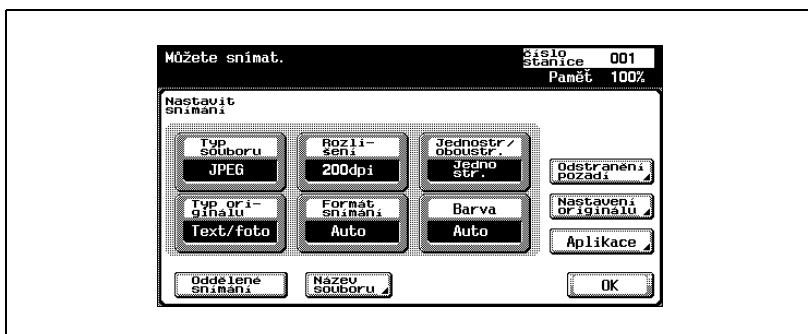 Můžete snímat.
číslo
stanice 001
Paměť 100%
Nastavit
snímání
Typ
souboru
JPEG
Rozli-
šení
200dpi
Jednostr/
oboustr.
Jedno
str.
Odstranění
pozadí
Typ ori-
ginálu
Text/foto
Formát
snímání
Auto
Barva
Auto
Nastavení
originálu
Aplikace
Oddělené
snímání
Název
souboru
OK